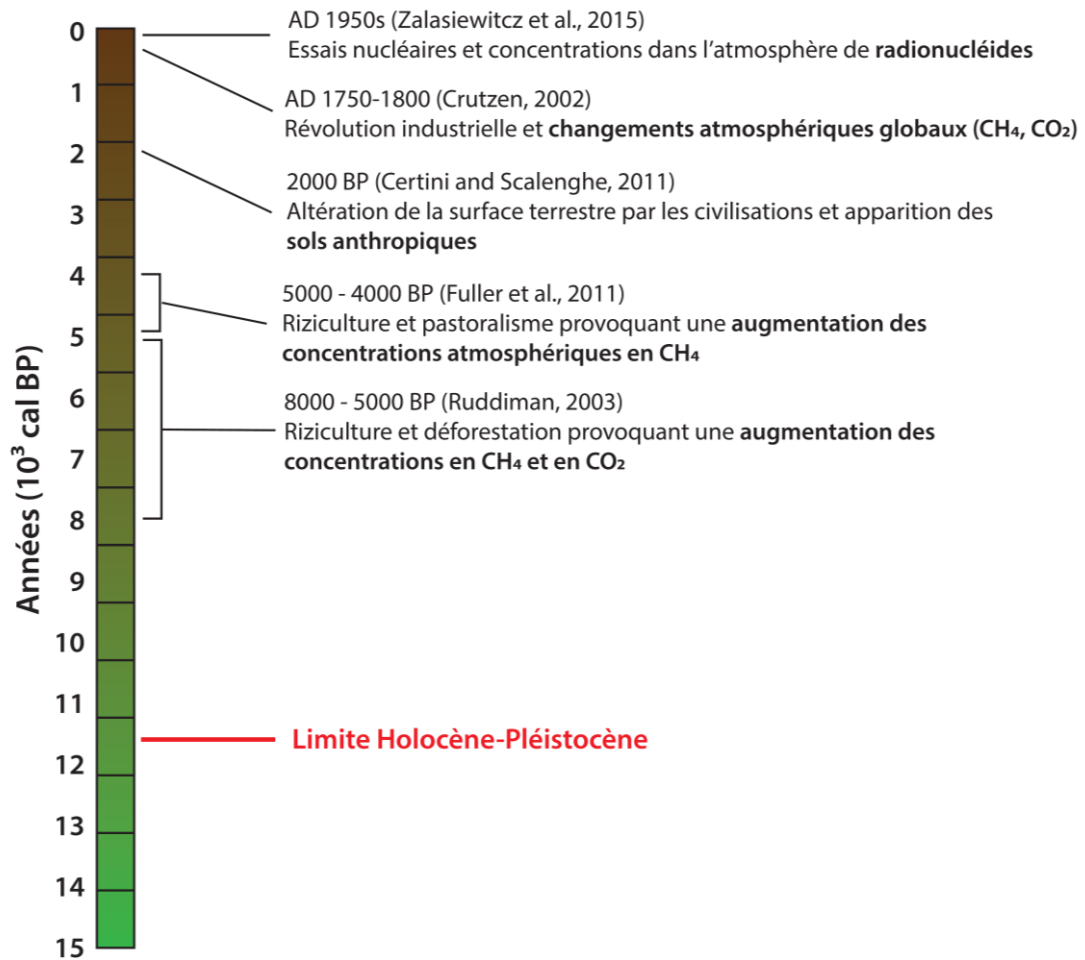 0
1
2
3
4
5
6
7
8
9
10
11
12
13
14
15
Années (10³ cal BP)
AD 1950s (Zalasiewitcz et al., 2015)
Essais nucléaires et concentrations dans l'atmosphère de radionucléides
AD 1750-1800 (Crutzen, 2002)
Révolution industrielle et changements atmosphériques globaux (CH₄, CO₂)
2000 BP (Certini and Scalenghe, 2011)
Altération de la surface terrestre par les civilisations et apparition des
sols anthropiques
5000 - 4000 BP (Fuller et al., 2011)
Riziculture et pastoralisme provoquant une augmentation des
concentrations atmosphériques en CH₄
8000 - 5000 BP (Ruddiman, 2003)
Riziculture et déforestation provoquant une augmentation des
concentrations en CH₄ et en CO₂
Limite Holocène-Pléistocène